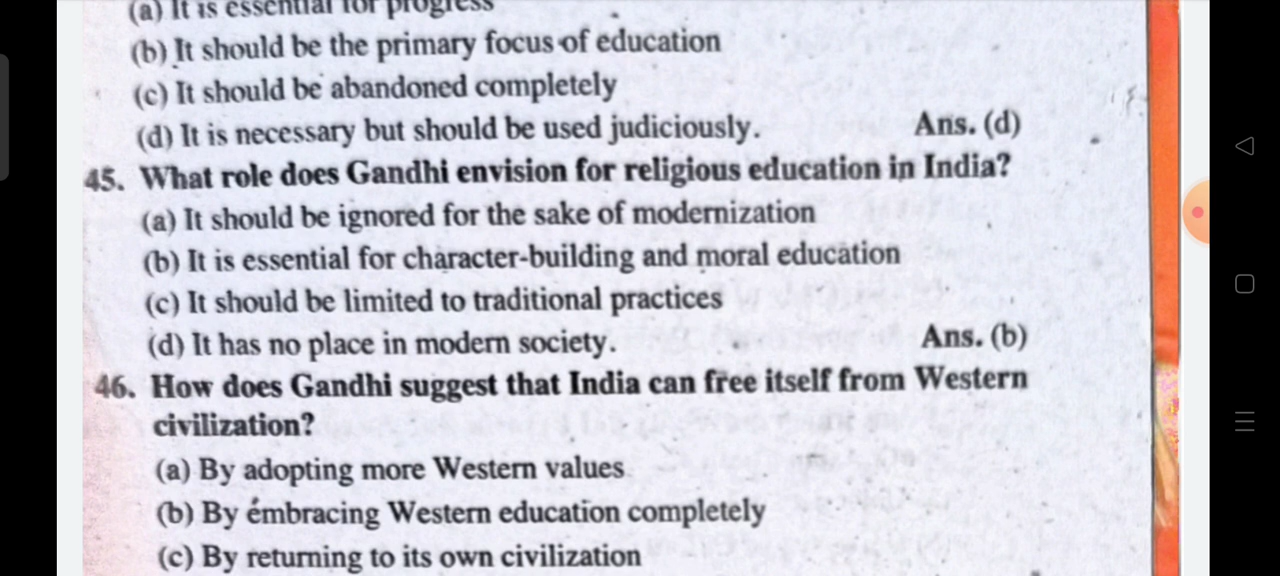 (a) It is essential for progress
(b) It should be the primary focus of education
(c) It should be abandoned completely
(d) It is necessary but should be used judiciously. Ans. (d)
45. What role does Gandhi envision for religious education in India?
(a) It should be ignored for the sake of modernization
(b) It is essential for character-building and moral education
(c) It should be limited to traditional practices
(d) It has no place in modern society. Ans. (b)
46. How does Gandhi suggest that India can free itself from Western
civilization?
(a) By adopting more Western values
(b) By embracing Western education completely
(c) By returning to its own civilization